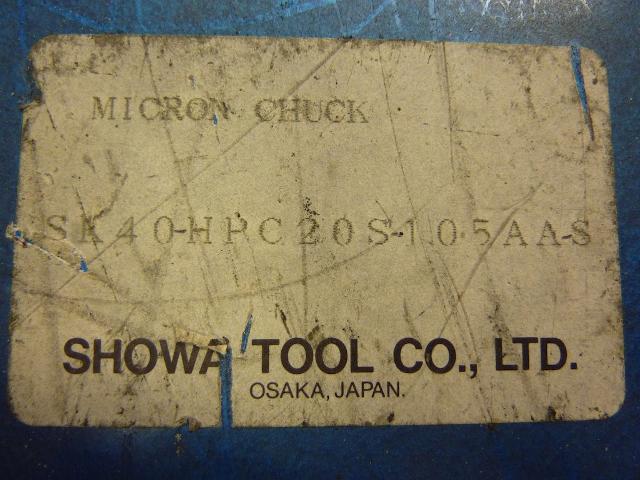 MICRON CHUCK
SK40-HPC20S-105AA-S
SHOWA TOOL CO., LTD.
OSAKA, JAPAN.